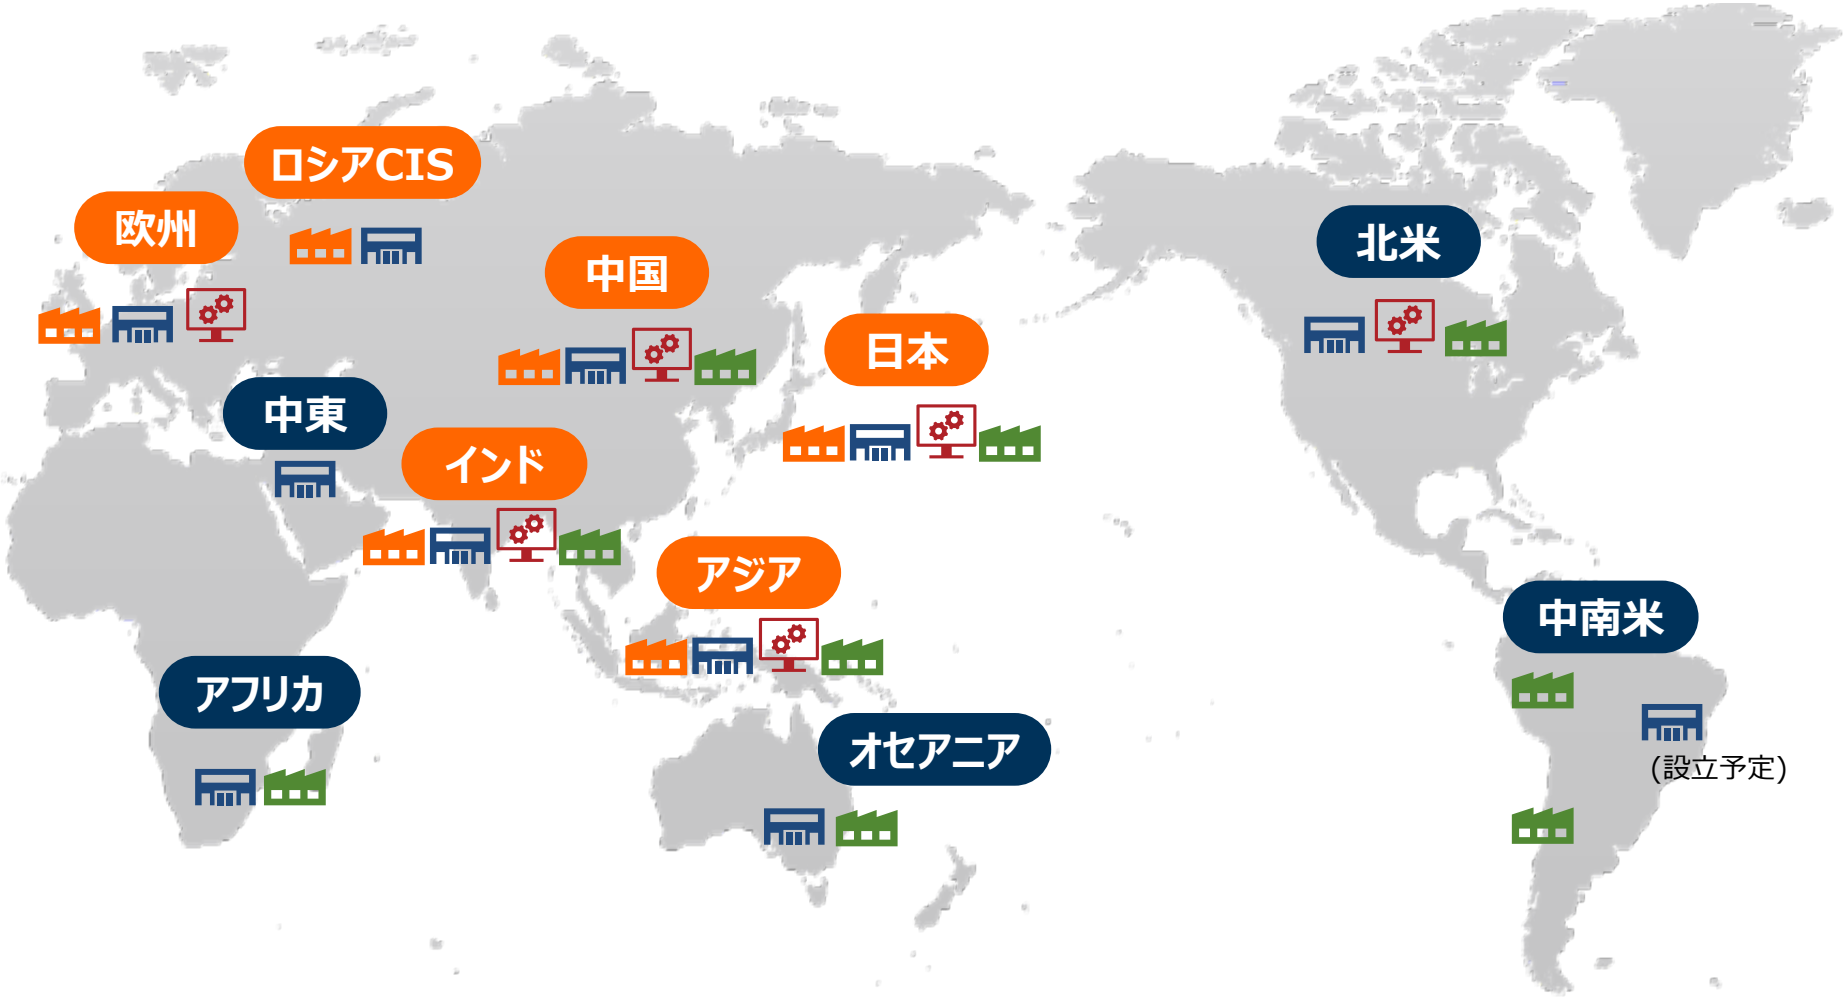 ロシアCIS
欧州
中国
北米
日本
中東
インド
アジア
中南米
アフリカ
オセアニア
(設立予定)